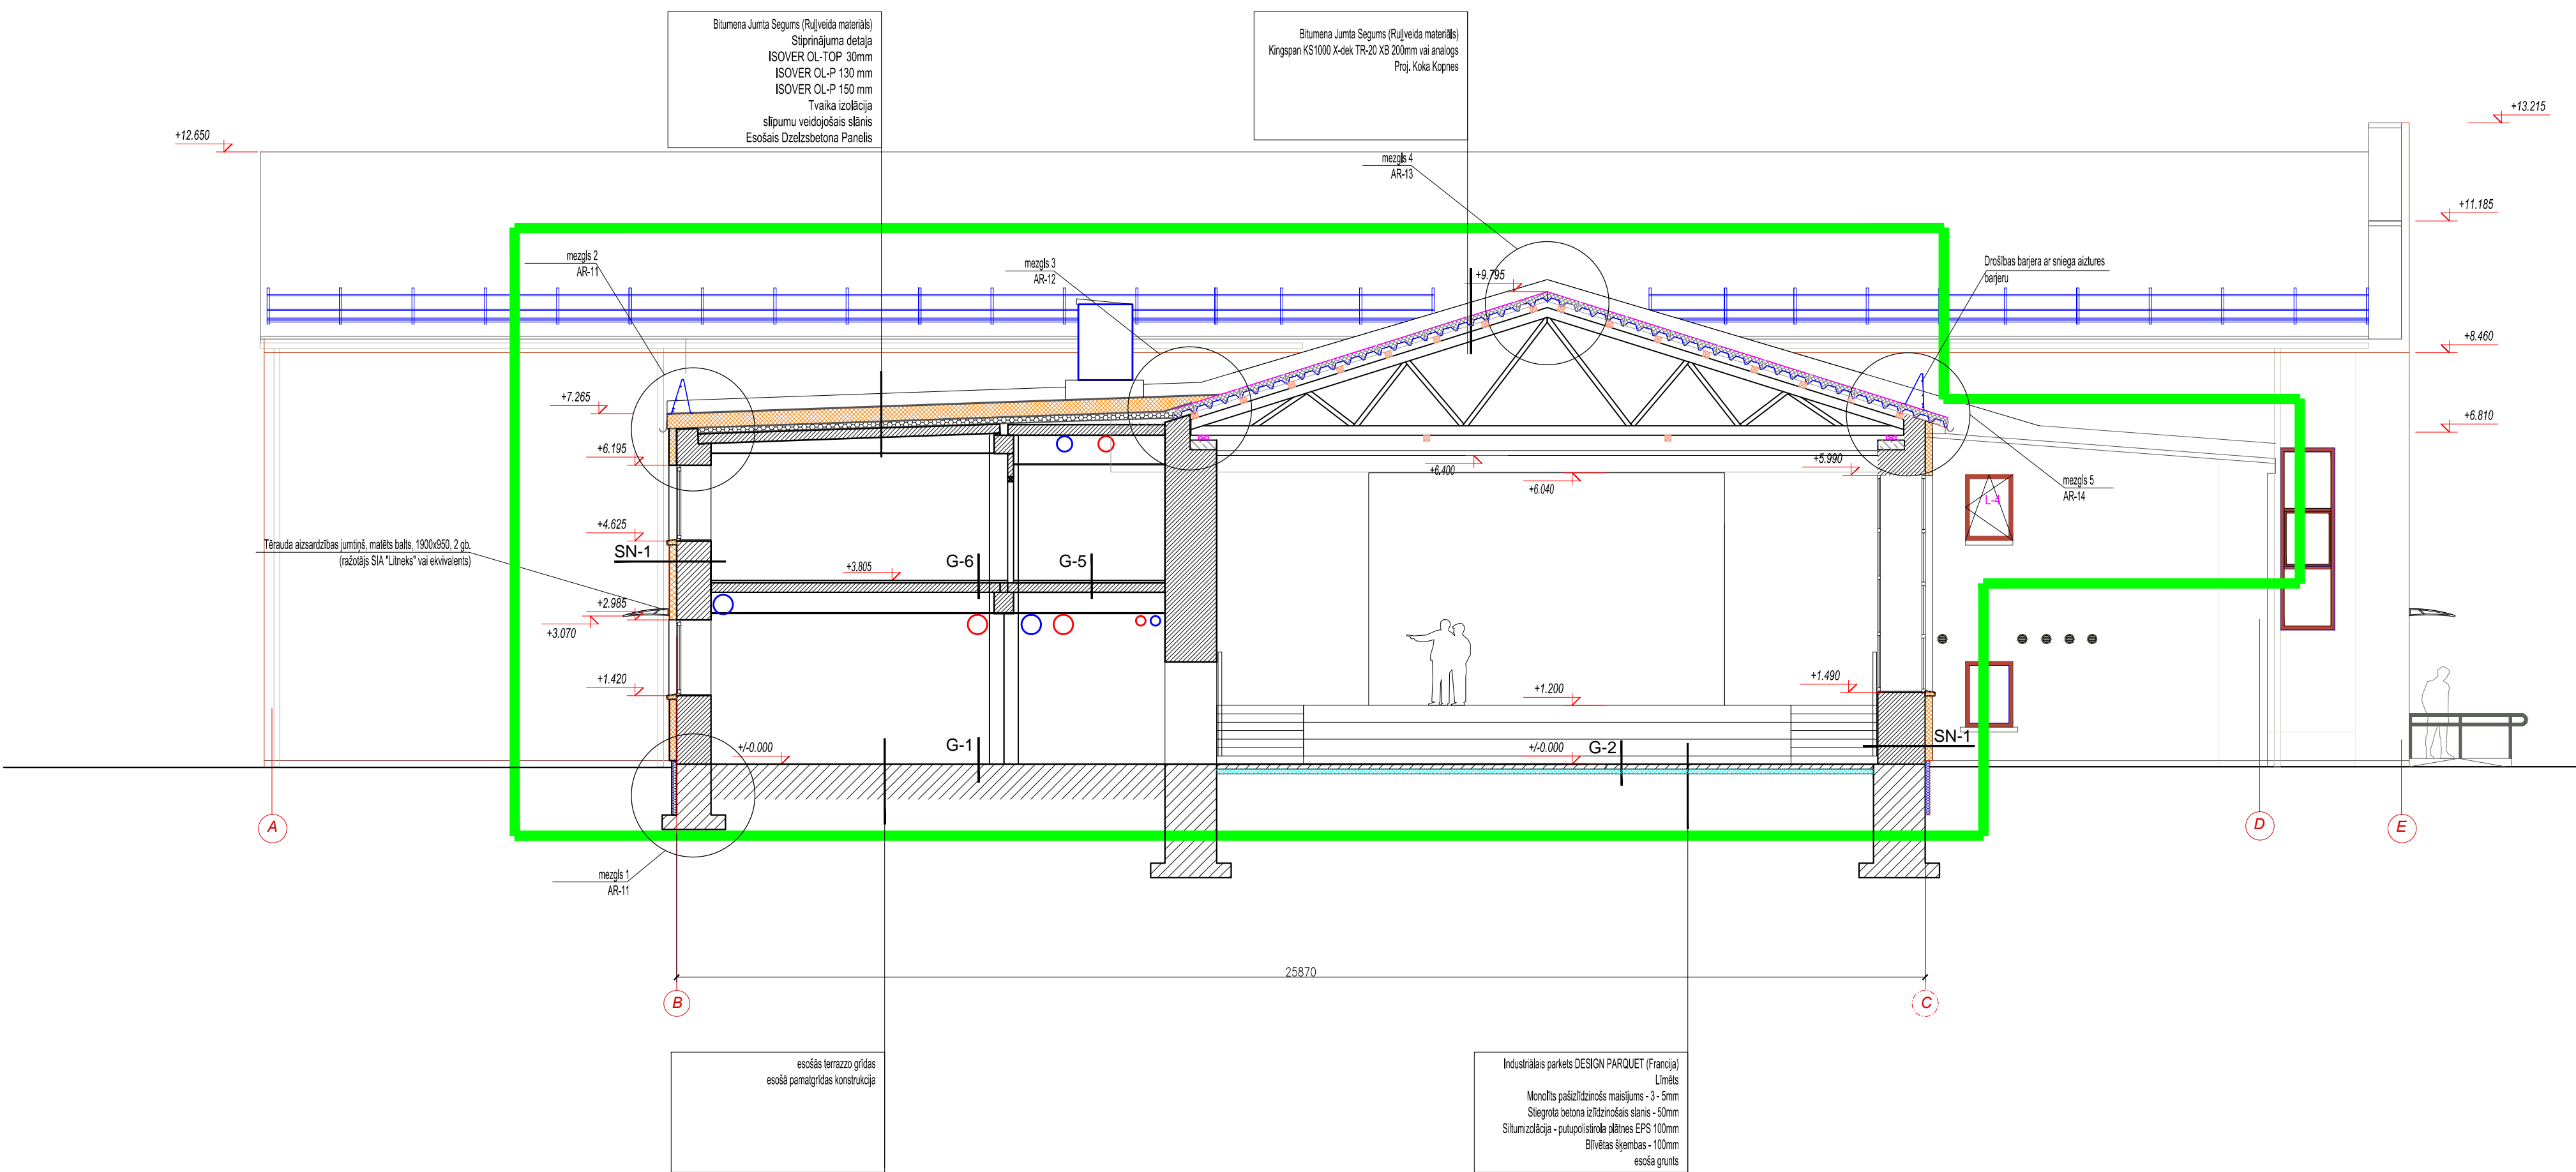 Bitumena Jumta Segums (Ruļļveida materiāls)
Stiprinājuma detaļa
ISOVER OL-TOP 30mm
ISOVER OL-P 130 mm
ISOVER OL-P 150 mm
Tvaika izolācija
slīpumu veidojošais slānis
Esošais Dzelzsbetona Panelis
Bitumena Jumta Segums (Ruļļveida materiāls)
Kingspan KS1000 X-dek TR-20 XB 200mm vai analogs
Proj. Koka Kopnes
+13.215
+12.650
mezgls 4
AR-13
+11.185
mezgls 2
AR-11
mezgls 3
AR-12
+9.795
Drošības barjera ar sniega aiztures
barjeru
+8.460
+7.265
+6.810
+6.195
+6.400
+5.990
+6.040
mezgls 5
AR-14
L-4
+4.625
Tērauda aizsardzības jumtiņš, matēts balts, 1900x950, 2 gb.
(ražotājs SIA "Litneks" vai ekvivalents)
SN-1
+3.805
G-6
G-5
+2.985
+3.070
+1.420
+1.200
+1.490
+/-0.000
G-1
+/-0.000
G-2
SN-1
A
D
E
mezgls 1
AR-11
25870
B
C
esošās terrazzo grīdas
esošā pamatgrīdas konstrukcija
Industriālais parkets DESIGN PARQUET (Francija)
Līmēts
Monolīts pašizlīdzinošs maisījums - 3 - 5mm
Stiegrota betona izlīdzinošais slanis - 50mm
Siltumizolācija - putupolistirola plātnes EPS 100mm
Blīvētas šķembas - 100mm
esoša grunts